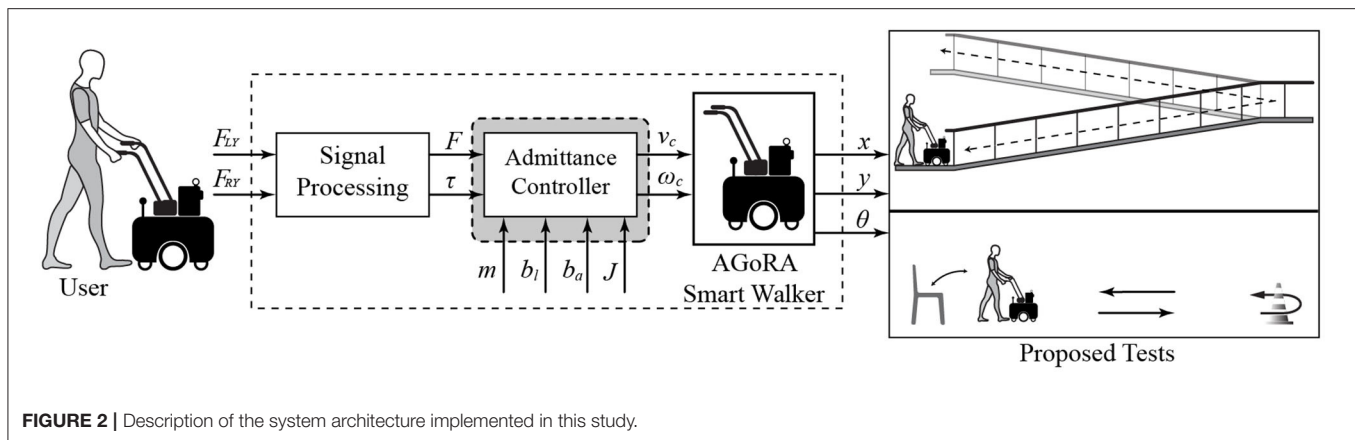 User
F_LY
F_RY
Signal
Processing
F
τ
Admittance
Controller
m
b_l
b_a
J
v_c
ω_c
AGoRA
Smart Walker
x
y
θ
Proposed Tests
FIGURE 2 | Description of the system architecture implemented in this study.